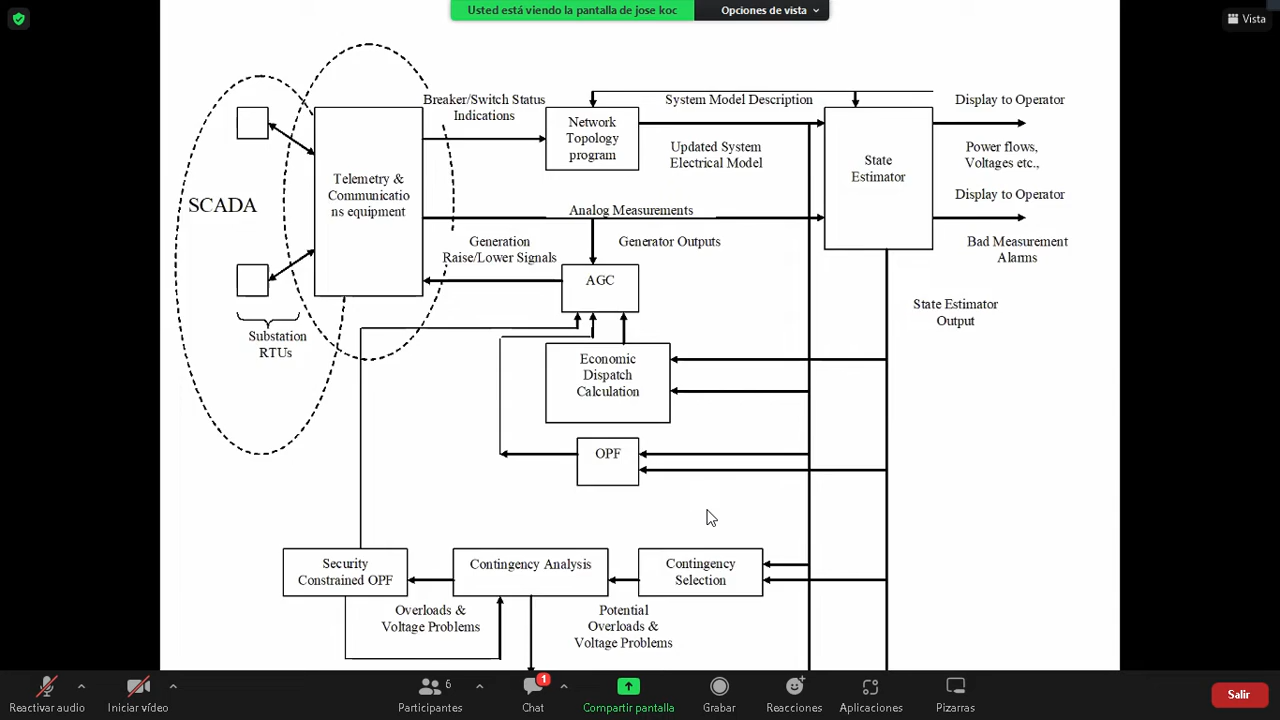 Usted está viendo la pantalla de jose koc
Opciones de vista
Vista
Breaker/Switch Status
Indications
System Model Description
Display to Operator
Network
Topology
program
Updated System
Electrical Model
Power flows,
Voltages etc.,
State
Estimator
Telemetry &
Communicatio
ns equipment
SCADA
Display to Operator
Analog Measurements
Generation
Raise/Lower Signals
Generator Outputs
Bad Measurement
Alarms
AGC
State Estimator
Output
Substation
RTUs
Economic
Dispatch
Calculation
OPF
Security
Constrained OPF
Contingency Analysis
Contingency
Selection
Overloads &
Voltage Problems
Potential
Overloads &
Voltage Problems
Reactivar audio
Iniciar vídeo
6
Participantes
1
Chat
Compartir pantalla
Grabar
Reacciones
Aplicaciones
Pizarras
Salir